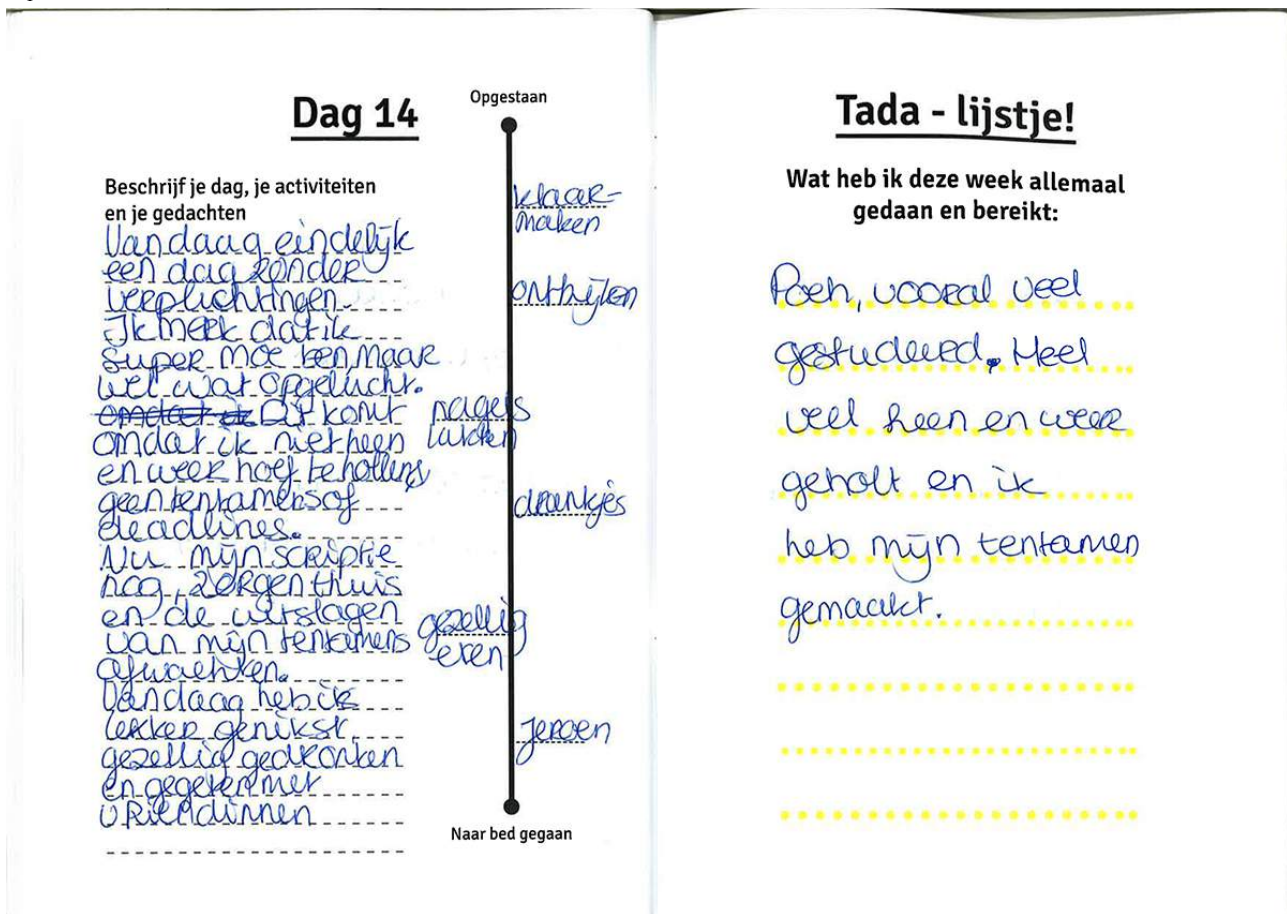 Dag 14
Beschrijf je dag, je activiteiten
en je gedachten
Vandaag eindelijk
een dag zonder
verplichtingen.
Ik merk dat ik
super moe ben maar
wel wat opgelucht.
omdat ik Dit komt
omdat ik niet heen
en weer hoef te hollen,
geen tentamens of
deadlines.
Nu mijn scriptie
nog, zorgen thuis
en de uitslagen
van mijn tentamens
afwachten.
Vandaag heb ik
lekker genikst,
gezellig gedronken
en gegeten met
vriendinnen
Opgestaan
klaar-
maken
ontbijten
nagels
lakken
drankjes
gezellig
eten
Jeroen
Naar bed gegaan
Tada - lijstje!
Wat heb ik deze week allemaal
gedaan en bereikt:
Poeh, vooral veel
gestudeerd. Heel
veel heen en weer
geholt en ik
heb mijn tentamen
gemaakt.